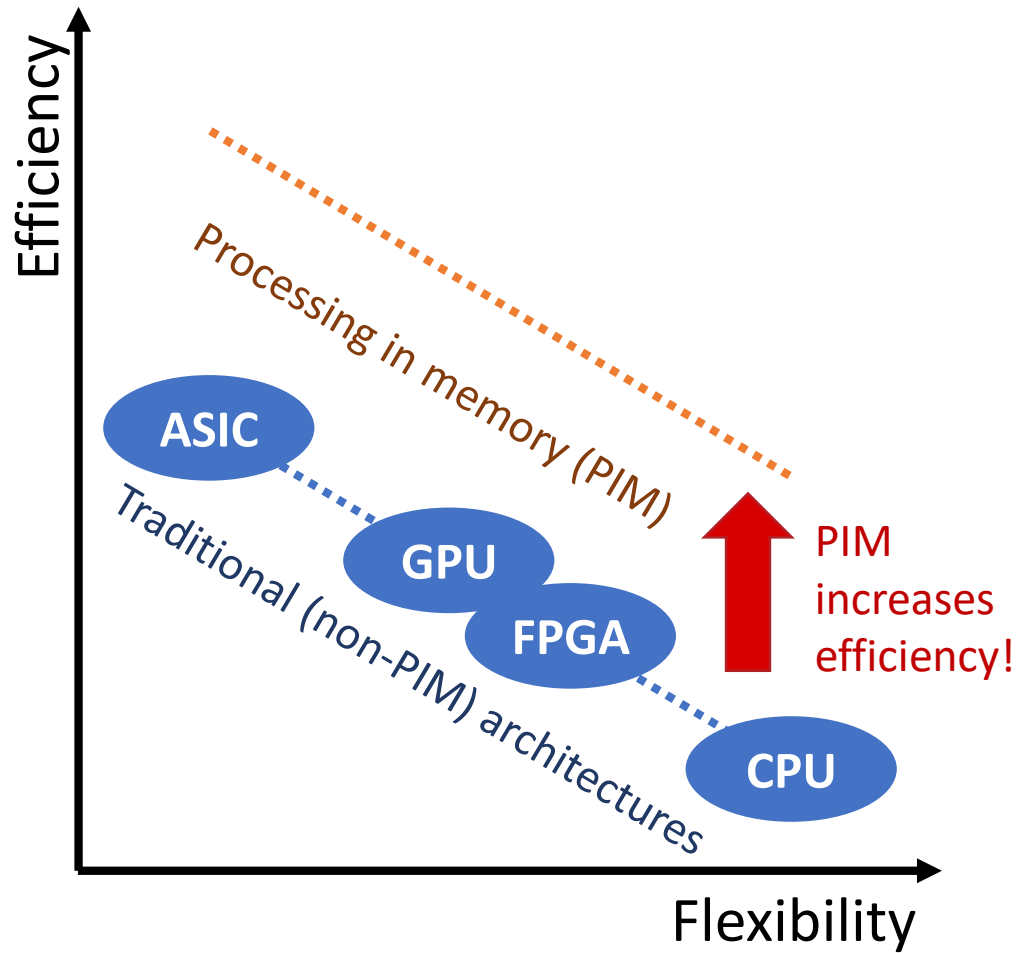 Efficiency
Processing in memory (PIM)
ASIC
Traditional (non-PIM) architectures
GPU
FPGA
CPU
PIM
increases
efficiency!
Flexibility